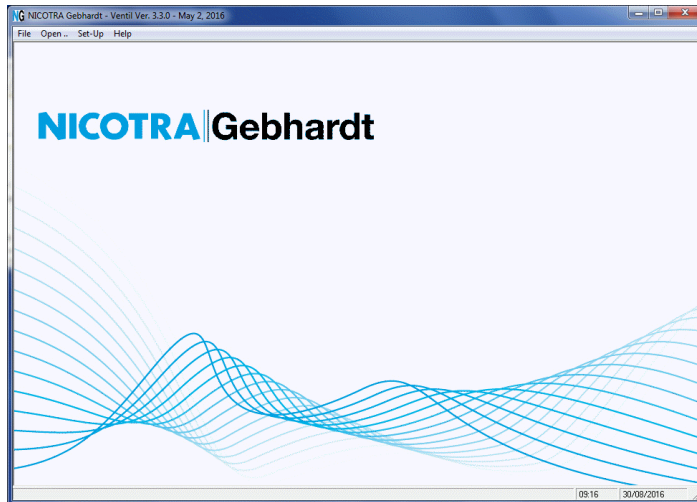 NG NICOTRA Gebhardt - Ventil Ver. 3.3.0 - May 2, 2016
File Open .. Set-Up Help
NICOTRA Gebhardt
09:16 30/08/2016